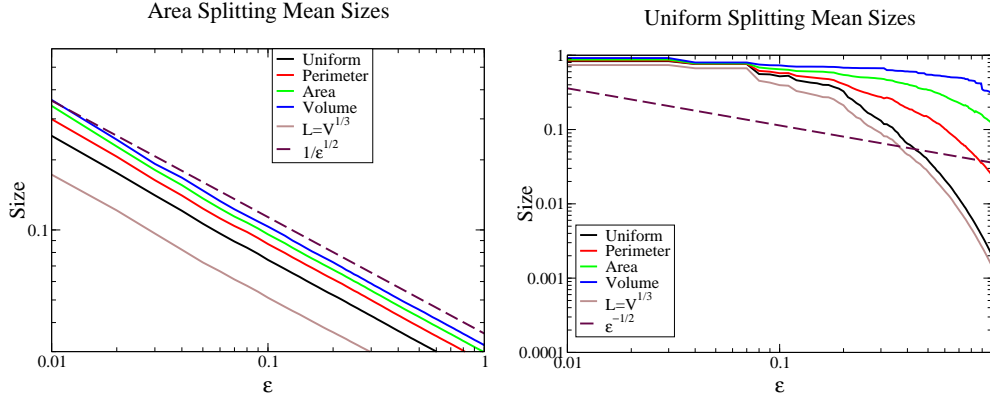 Area Splitting Mean Sizes
Size
0.1
Uniform
Perimeter
Area
Volume
L=V^{1/3}
1/ε^{1/2}
0.01
0.1
1
ε
Uniform Splitting Mean Sizes
Size
1
0.1
0.01
0.001
0.0001
Uniform
Perimeter
Area
Volume
L=V^{1/3}
ε^{-1/2}
0.01
0.1
ε